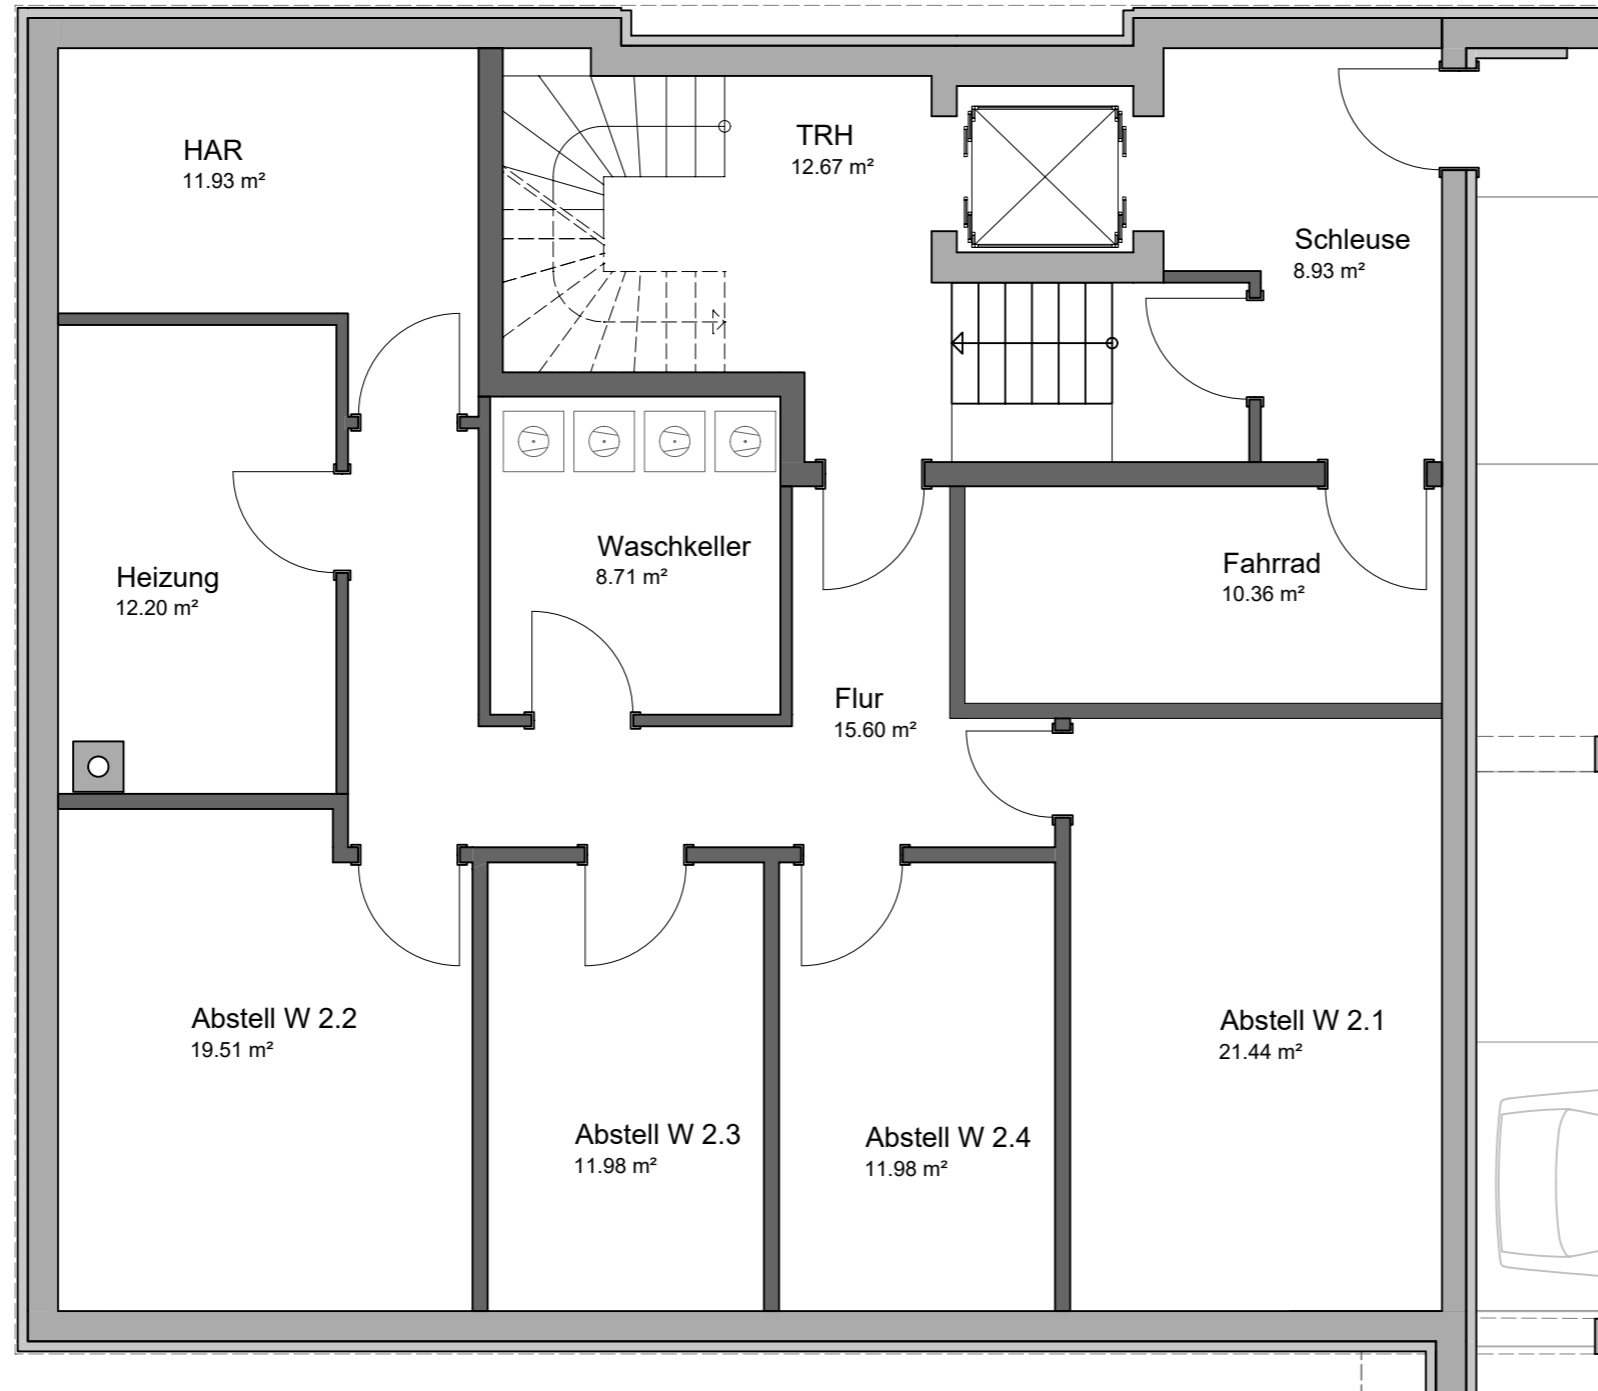 HAR
11.93 m²
TRH
12.67 m²
Schleuse
8.93 m²
Waschkeller
8.71 m²
Heizung
12.20 m²
Fahrrad
10.36 m²
Flur
15.60 m²
Abstell W 2.2
19.51 m²
Abstell W 2.1
21.44 m²
Abstell W 2.3
11.98 m²
Abstell W 2.4
11.98 m²